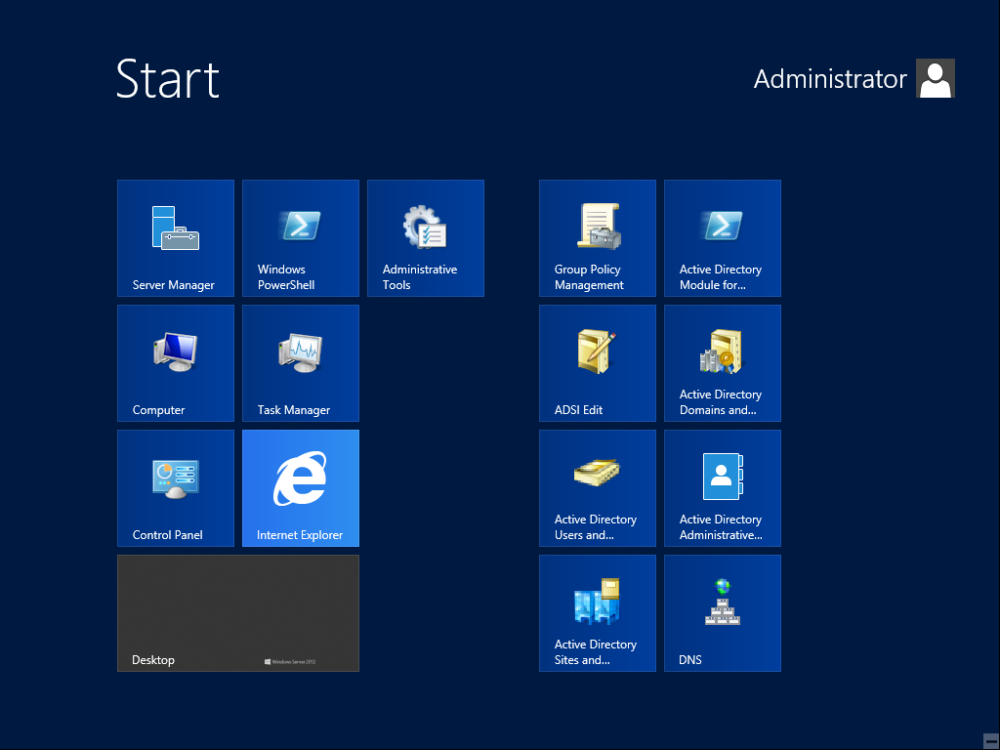 Start
Administrator
Server Manager
Windows
PowerShell
Administrative
Tools
Group Policy
Management
Active Directory
Module for...
Computer
Task Manager
ADSI Edit
Active Directory
Domains and...
Control Panel
Internet Explorer
Active Directory
Users and...
Active Directory
Administrative...
Desktop
Windows Server 2012
Active Directory
Sites and...
DNS